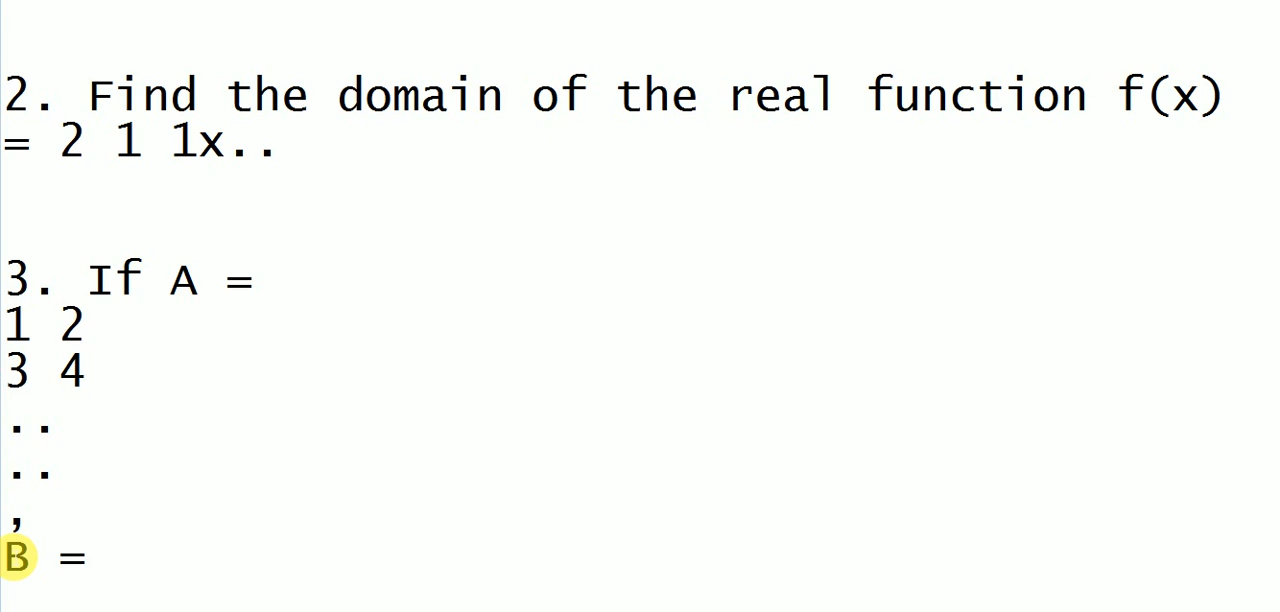 2. Find the domain of the real function f(x)
= 2 1 1x..
3. If A =
1 2
3 4
..
..
,
B =